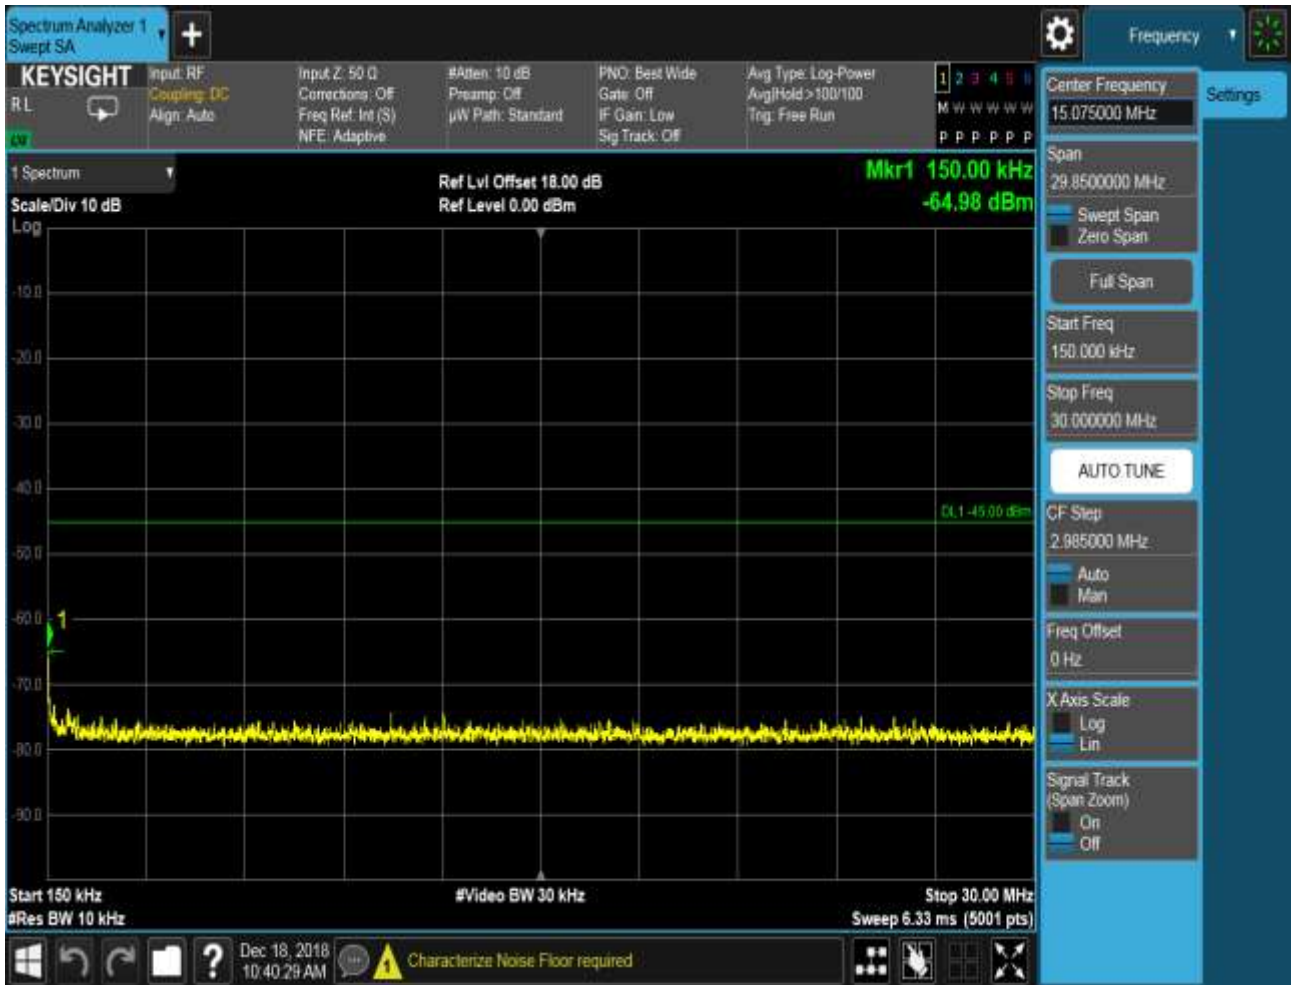 Spectrum Analyzer 1
Swept SA
+
Frequency
KEYSIGHT
RL
LW
Input: RF
Coupling: DC
Align: Auto
Input Z: 50 Ω
Corrections: Off
Freq Ref: Int (S)
NFE: Adaptive
#Atten: 10 dB
Preamp: Off
µW Path: Standard
PNO: Best Wide
Gate: Off
IF Gain: Low
Sig Track: Off
Avg Type: Log-Power
Avg|Hold:>100/100
Trig: Free Run
1 2 3 4 5 6
M W W W W W
P P P P P P
1 Spectrum
Scale/Div 10 dB
Log
Ref Lvl Offset 18.00 dB
Ref Level 0.00 dBm
Mkr1 150.00 kHz
-64.98 dBm
-10.0
-20.0
-30.0
-40.0
DL1 -45.00 dBm
-50.0
-60.0
1
-70.0
-80.0
-90.0
Start 150 kHz
#Res BW 10 kHz
#Video BW 30 kHz
Stop 30.00 MHz
Sweep 6.33 ms (5001 pts)
Center Frequency
15.075000 MHz
Settings
Span
29.8500000 MHz
Swept Span
Zero Span
Full Span
Start Freq
150.000 kHz
Stop Freq
30.000000 MHz
AUTO TUNE
CF Step
2.985000 MHz
Auto
Man
Freq Offset
0 Hz
X Axis Scale
Log
Lin
Signal Track
(Span Zoom)
On
Off
?
Dec 18, 2018
10:40:29 AM
1
Characterize Noise Floor required